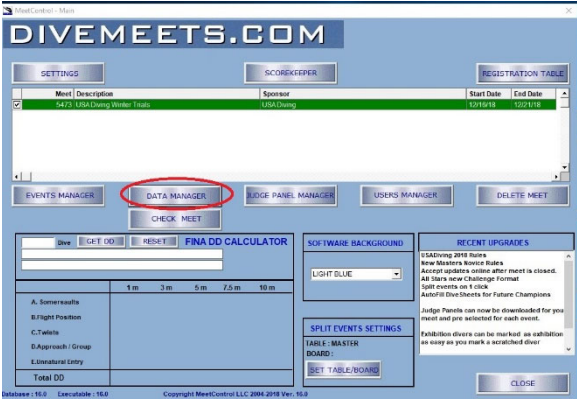 MeetControl - Main
DIVEMEETS.COM
SETTINGS SCOREKEEPER REGISTRATION TABLE
Meet Description Sponsor Start Date End Date
5473 USA Diving Winter Trials USA Diving 12/15/18 12/21/18
EVENTS MANAGER DATA MANAGER JUDGE PANEL MANAGER USERS MANAGER DELETE MEET
CHECK MEET
Dive GET DD RESET FINA DD CALCULATOR
1 m 3 m 5 m 7.5 m 10 m
A. Somersaults
B.Flight Position
C.Twists
D.Approach / Group
E.Unnatural Entry
Total DD
SOFTWARE BACKGROUND
LIGHT BLUE
SPLIT EVENTS SETTINGS
TABLE : MASTER
BOARD :
SET TABLE/BOARD
RECENT UPGRADES
USADiving 2018 Rules
New Masters Novice Rules
Accept updates online after meet is closed.
All Stars new Challenge Format
Split events on 1 click
AutoFill DiveSheets for Future Champions
Judge Panels can now be downloaded for you
meet and pre selected for each event.
Exhibition divers can be marked as exhibition
as easy as you mark a scratched diver
CLOSE
Database : 16.0 Executable : 16.0 Copyright MeetControl LLC 2004-2018 Ver. 16.0